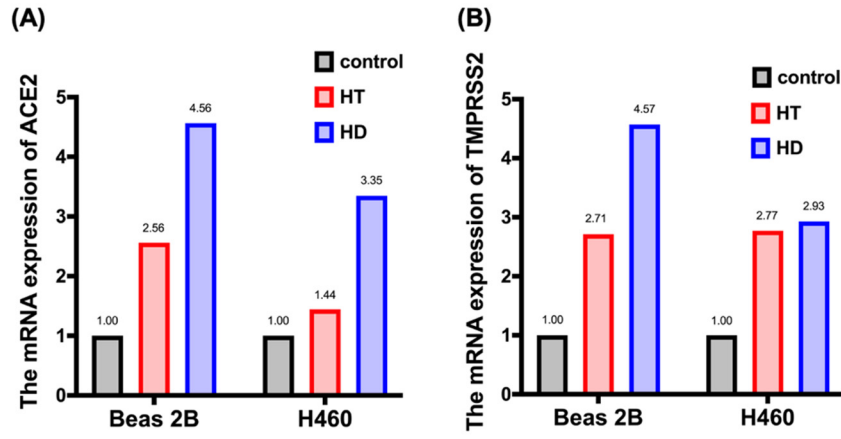 (A)
The mRNA expression of ACE2
control
HT
HD
5
4
3
2
1
0
1.00
2.56
4.56
1.00
1.44
3.35
Beas 2B
H460
(B)
The mRNA expression of TMPRSS2
control
HT
HD
5
4
3
2
1
0
1.00
2.71
4.57
1.00
2.77
2.93
Beas 2B
H460